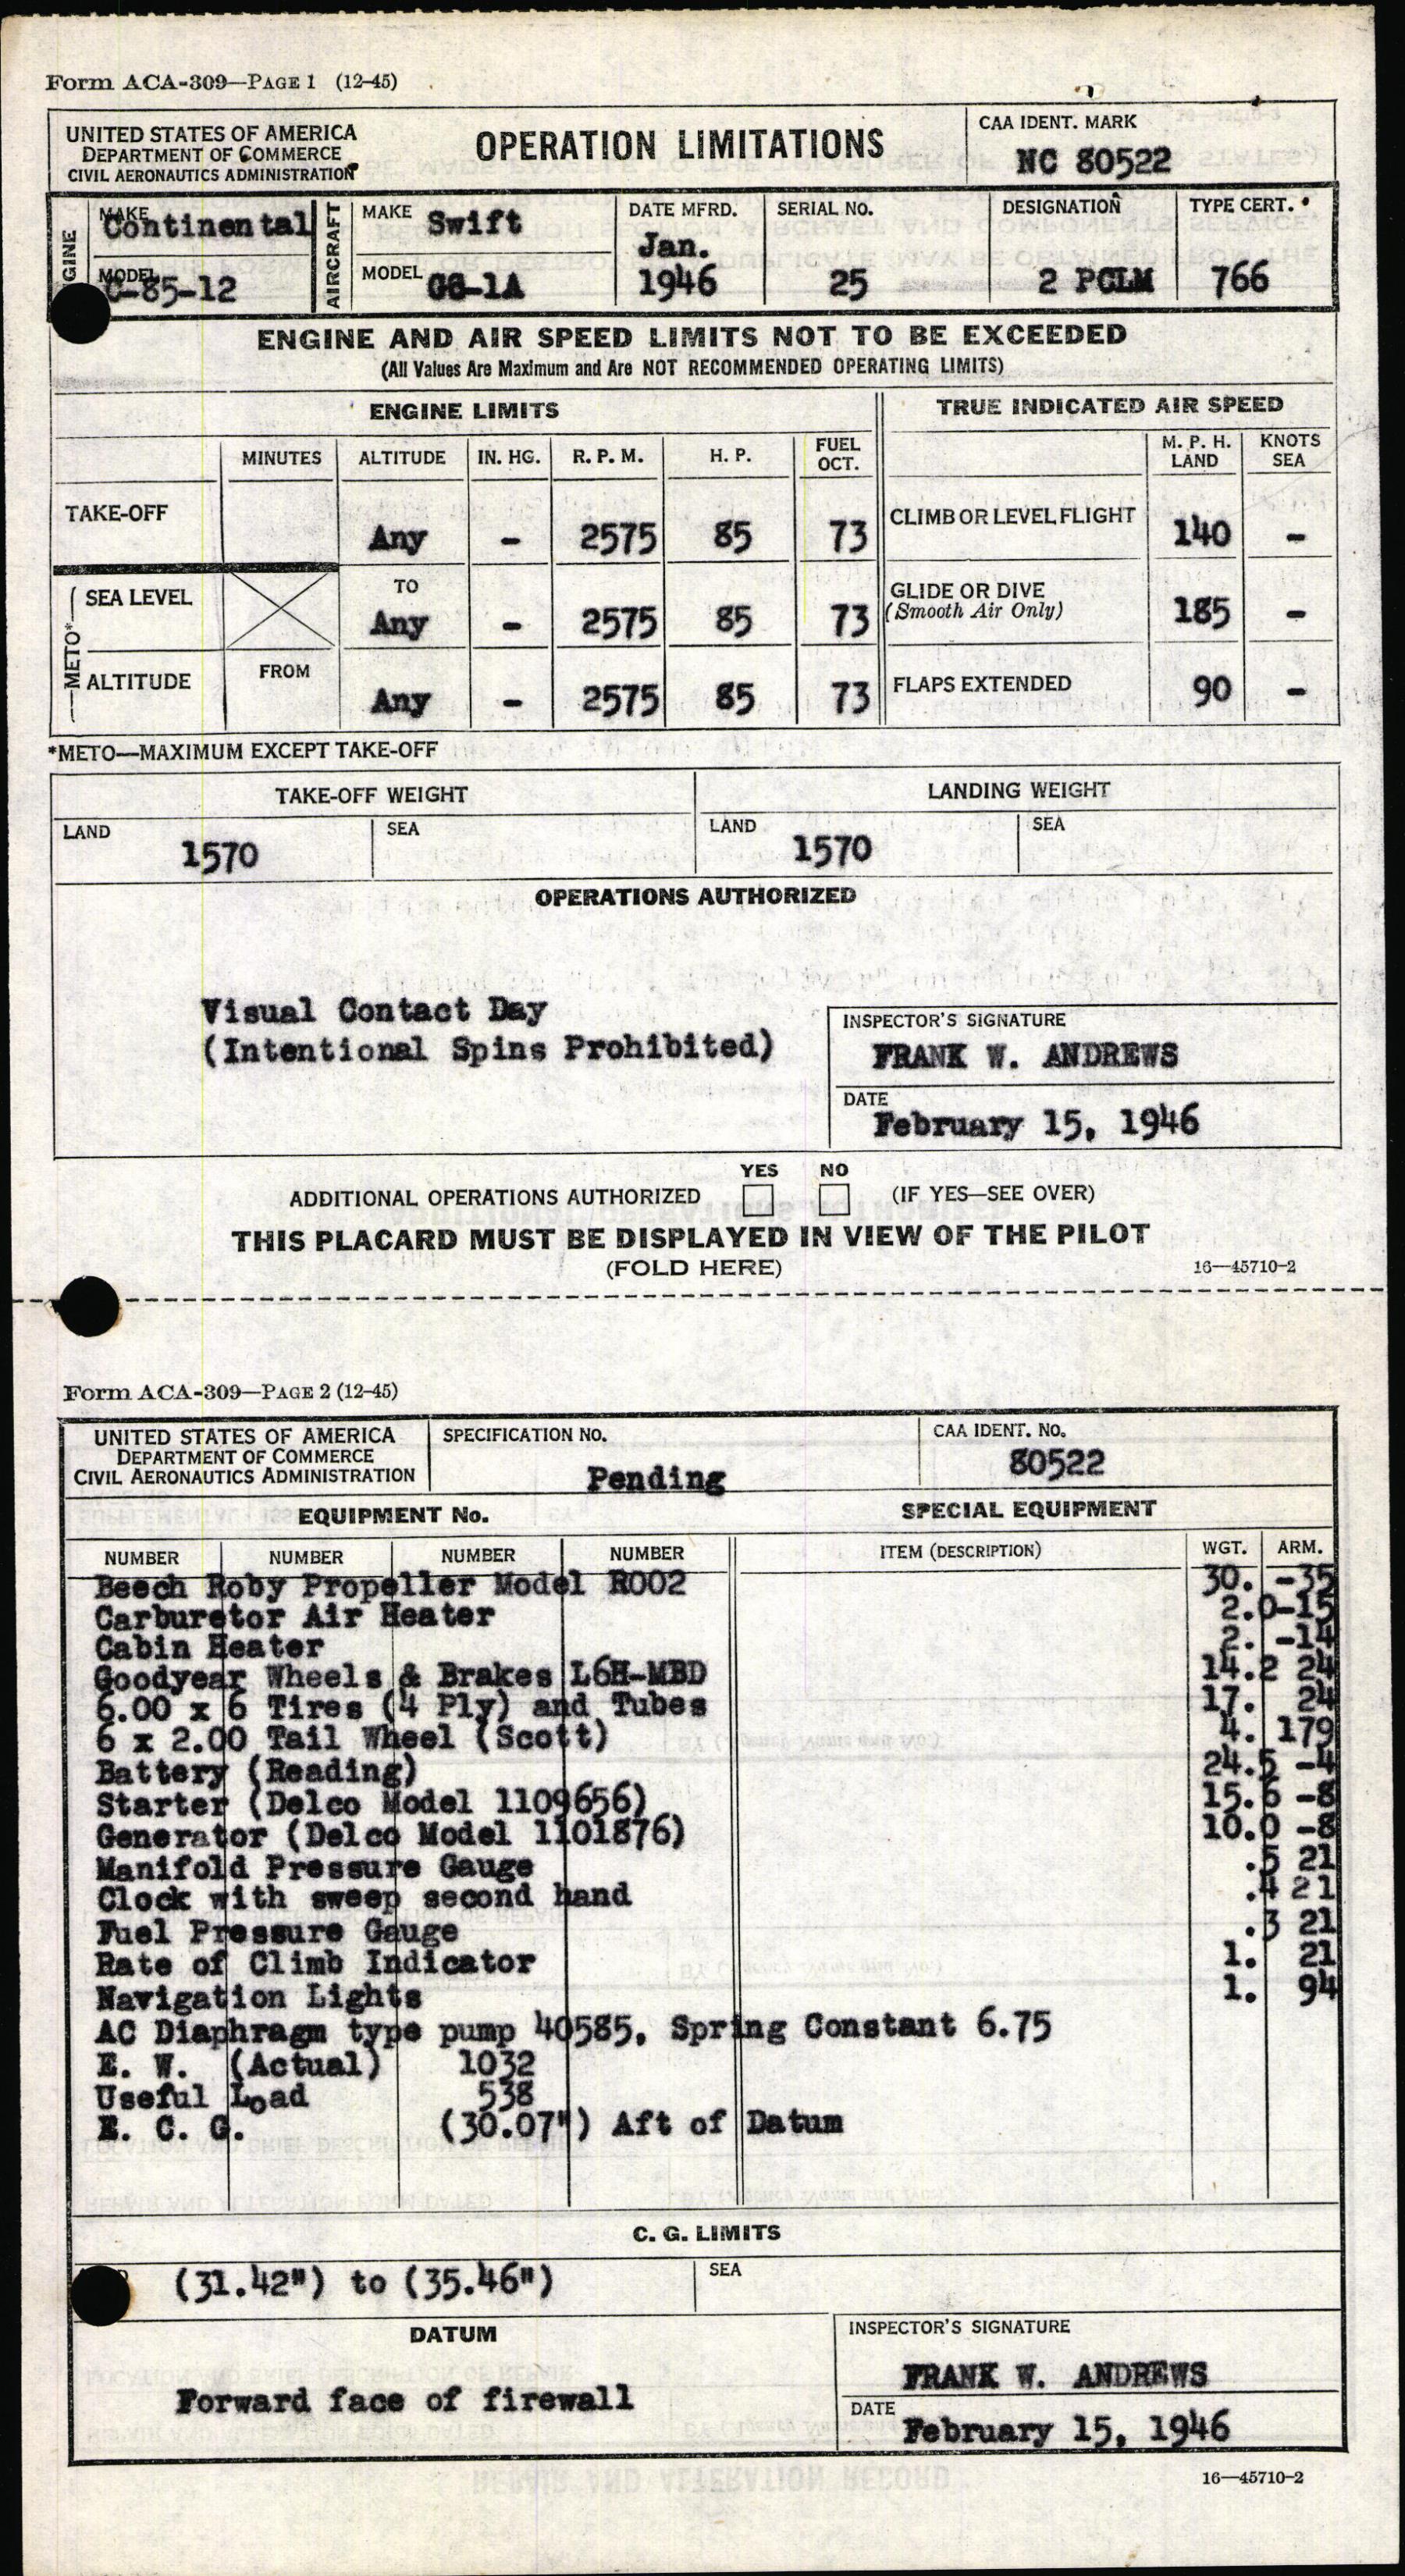 Form ACA-309—PAGE 1 (12-45)
UNITED STATES OF AMERICA
DEPARTMENT OF COMMERCE
CIVIL AERONAUTICS ADMINISTRATION
OPERATION LIMITATIONS
CAA IDENT. MARK
NC 80522
MAKE
Continental
MODEL
C-85-12
AIRCRAFT
MAKE Swift
MODEL GC-1A
DATE MFRD.
Jan.
1946
SERIAL NO.
25
DESIGNATION
2 PCLM
TYPE CERT.
766
ENGINE AND AIR SPEED LIMITS NOT TO BE EXCEEDED
(All Values Are Maximum and Are NOT RECOMMENDED OPERATING LIMITS)
ENGINE LIMITS
TRUE INDICATED AIR SPEED
MINUTES ALTITUDE IN. HG. R. P. M. H. P. FUEL OCT. M. P. H. LAND KNOTS SEA
TAKE-OFF Any - 2575 85 73 CLIMB OR LEVEL FLIGHT 140 -
METO*
SEA LEVEL TO Any - 2575 85 73 GLIDE OR DIVE (Smooth Air Only) 185 -
ALTITUDE FROM Any - 2575 85 73 FLAPS EXTENDED 90 -
*METO—MAXIMUM EXCEPT TAKE-OFF
TAKE-OFF WEIGHT LANDING WEIGHT
LAND 1570 SEA LAND 1570 SEA
OPERATIONS AUTHORIZED
Visual Contact Day
(Intentional Spins Prohibited)
INSPECTOR'S SIGNATURE
FRANK W. ANDREWS
DATE
February 15, 1946
YES NO
ADDITIONAL OPERATIONS AUTHORIZED (IF YES—SEE OVER)
THIS PLACARD MUST BE DISPLAYED IN VIEW OF THE PILOT
(FOLD HERE) 16—45710-2
Form ACA-309—PAGE 2 (12-45)
UNITED STATES OF AMERICA
DEPARTMENT OF COMMERCE
CIVIL AERONAUTICS ADMINISTRATION
SPECIFICATION NO.
Pending
CAA IDENT. NO.
80522
EQUIPMENT No. SPECIAL EQUIPMENT
NUMBER NUMBER NUMBER NUMBER ITEM (DESCRIPTION) WGT. ARM.
Beech Roby Propeller Model R002 30. -35
Carburetor Air Heater 2.0 -15
Cabin Heater 2. -14
Goodyear Wheels & Brakes L6H-MBD 14.2 24
6.00 x 6 Tires (4 Ply) and Tubes 17. 24
6 x 2.00 Tail Wheel (Scott) 4. 179
Battery (Reading) 24.5 -4
Starter (Delco Model 1109656) 15.6 -8
Generator (Delco Model 1101876) 10.0 -8
Manifold Pressure Gauge .5 21
Clock with sweep second hand .4 21
Fuel Pressure Gauge .3 21
Rate of Climb Indicator 1. 21
Navigation Lights 1. 94
AC Diaphragm type pump 40585, Spring Constant 6.75
E. W. (Actual) 1032
Useful Load 538
E. C. G. (30.07") Aft of Datum
C. G. LIMITS
(31.42") to (35.46") SEA
DATUM
Forward face of firewall
INSPECTOR'S SIGNATURE
FRANK W. ANDREWS
DATE
February 15, 1946
16—45710-2